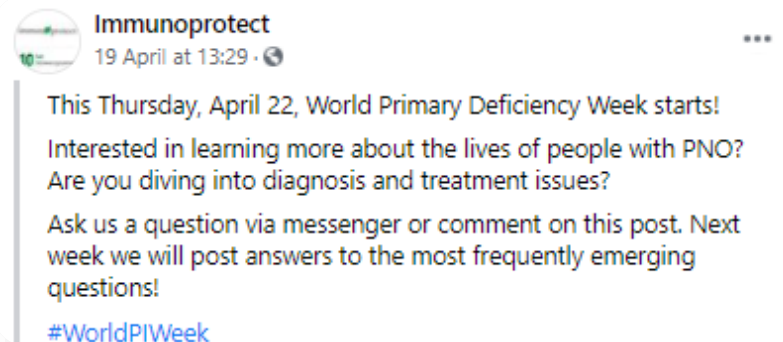 Immunoprotect
19 April at 13:29 ·
This Thursday, April 22, World Primary Deficiency Week starts!
Interested in learning more about the lives of people with PNO?
Are you diving into diagnosis and treatment issues?
Ask us a question via messenger or comment on this post. Next
week we will post answers to the most frequently emerging
questions!
#WorldPIWeek